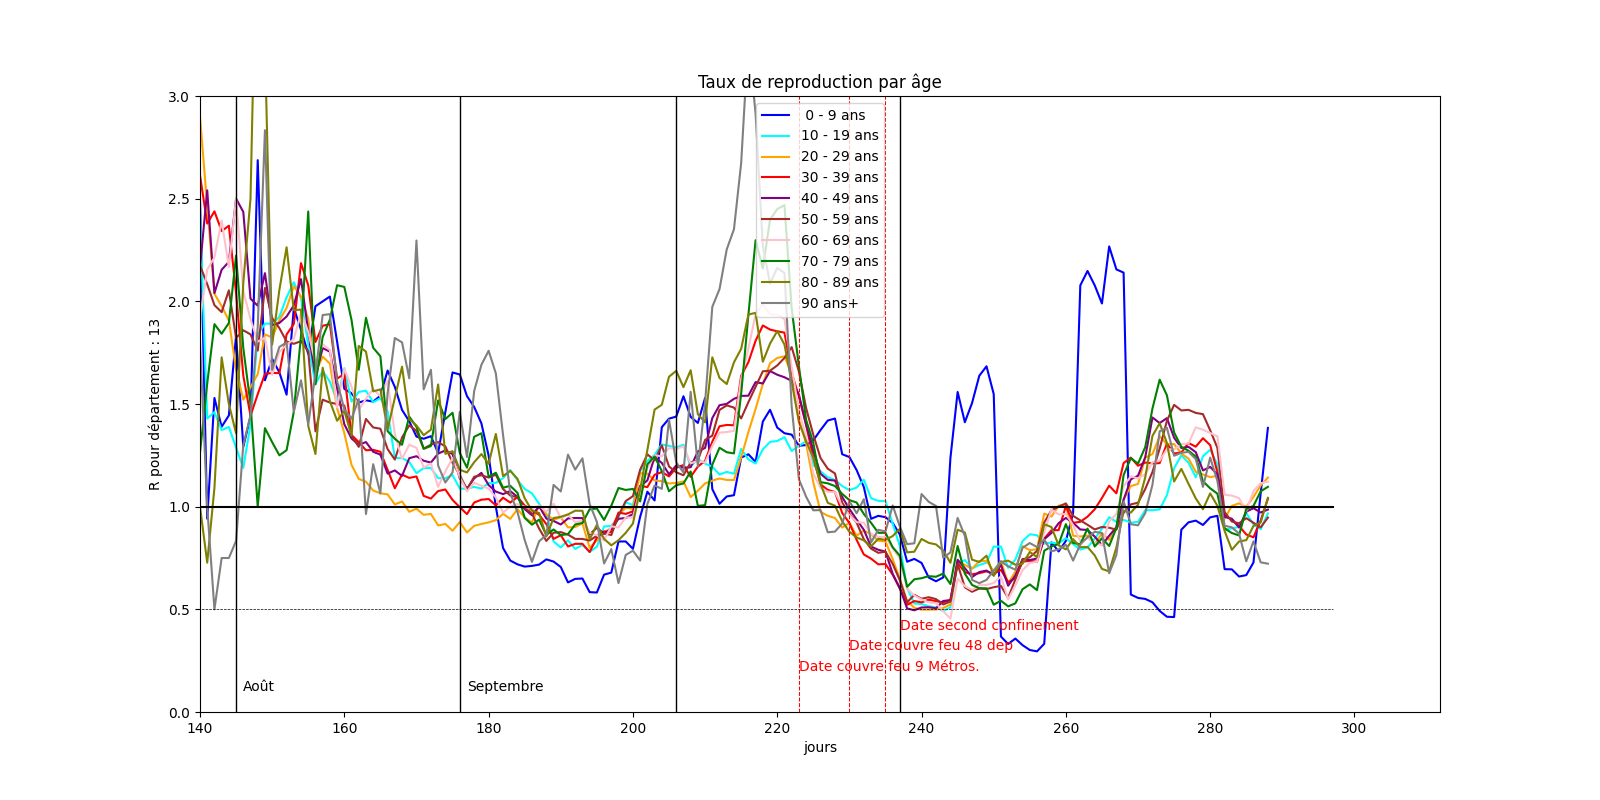 Taux de reproduction par âge
R pour département : 13
3.0
2.5
2.0
1.5
1.0
0.5
0.0
0 - 9 ans
10 - 19 ans
20 - 29 ans
30 - 39 ans
40 - 49 ans
50 - 59 ans
60 - 69 ans
70 - 79 ans
80 - 89 ans
90 ans+
Date second confinement
Date couvre feu 48 dep
Date couvre feu 9 Métros.
Août
Septembre
140
160
180
200
220
240
260
280
300
jours